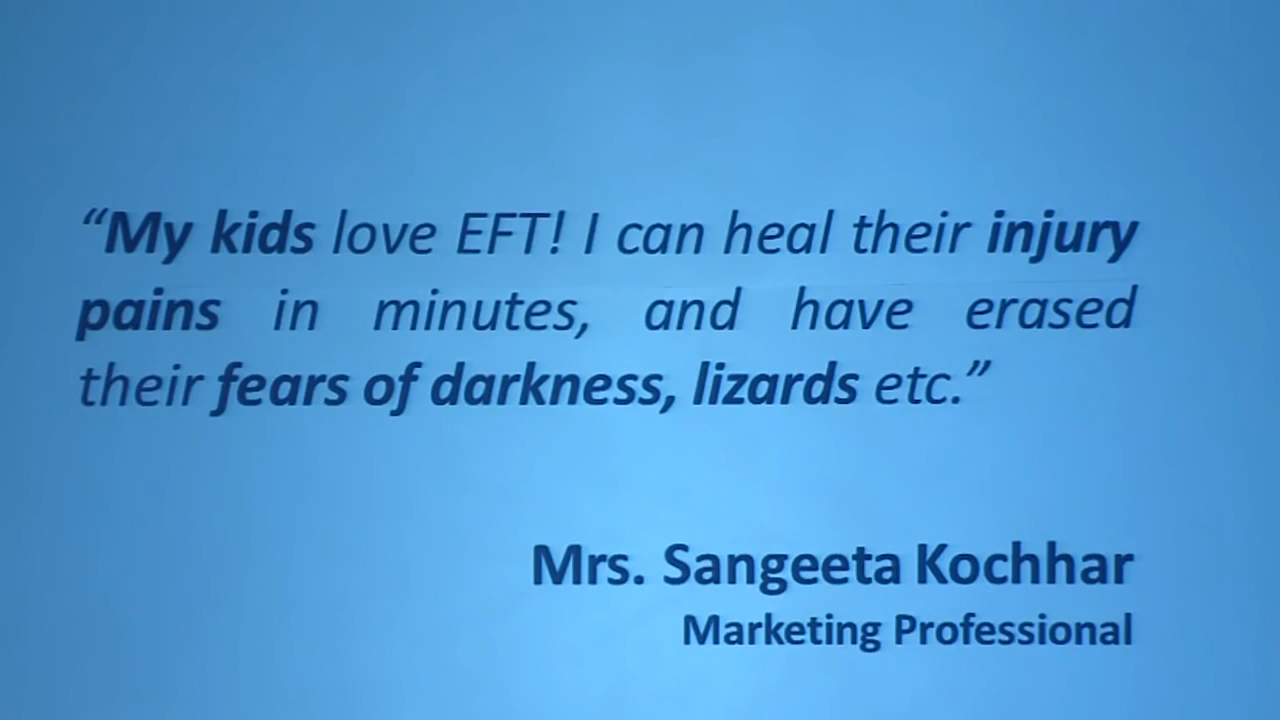 “My kids love EFT! I can heal their injury
pains in minutes, and have erased
their fears of darkness, lizards etc.”
Mrs. Sangeeta Kochhar
Marketing Professional